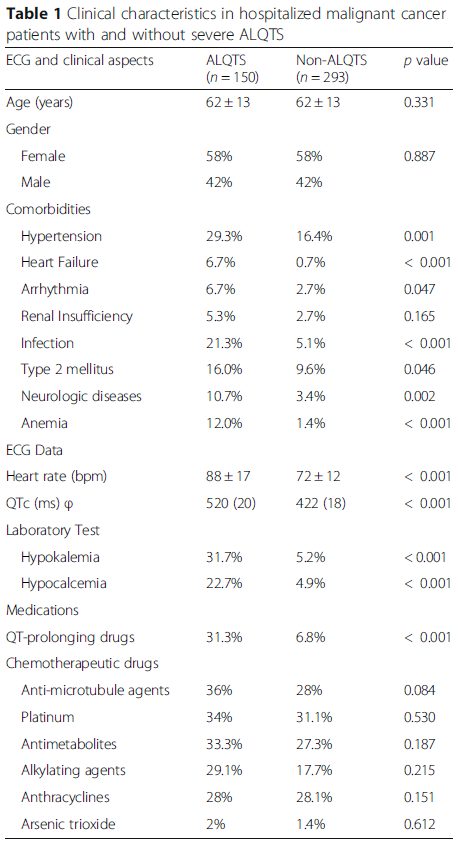 Table 1 Clinical characteristics in hospitalized malignant cancer
patients with and without severe ALQTS
ECG and clinical aspects ALQTS Non-ALQTS p value
(n = 150) (n = 293)
Age (years) 62 ± 13 62 ± 13 0.331
Gender
Female 58% 58% 0.887
Male 42% 42%
Comorbidities
Hypertension 29.3% 16.4% 0.001
Heart Failure 6.7% 0.7% < 0.001
Arrhythmia 6.7% 2.7% 0.047
Renal Insufficiency 5.3% 2.7% 0.165
Infection 21.3% 5.1% < 0.001
Type 2 mellitus 16.0% 9.6% 0.046
Neurologic diseases 10.7% 3.4% 0.002
Anemia 12.0% 1.4% < 0.001
ECG Data
Heart rate (bpm) 88 ± 17 72 ± 12 < 0.001
QTc (ms) φ 520 (20) 422 (18) < 0.001
Laboratory Test
Hypokalemia 31.7% 5.2% < 0.001
Hypocalcemia 22.7% 4.9% < 0.001
Medications
QT-prolonging drugs 31.3% 6.8% < 0.001
Chemotherapeutic drugs
Anti-microtubule agents 36% 28% 0.084
Platinum 34% 31.1% 0.530
Antimetabolites 33.3% 27.3% 0.187
Alkylating agents 29.1% 17.7% 0.215
Anthracyclines 28% 28.1% 0.151
Arsenic trioxide 2% 1.4% 0.612